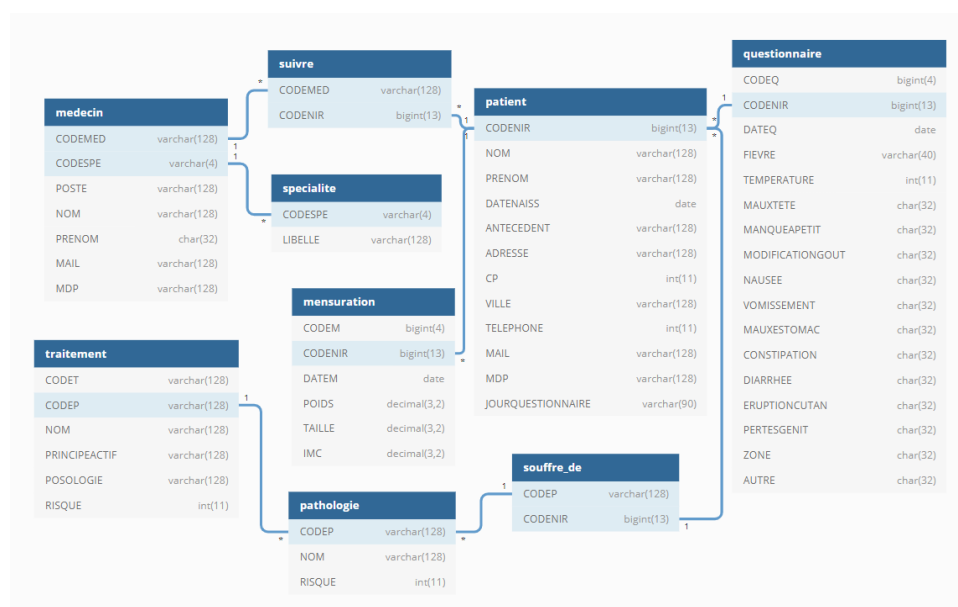 suivre
CODEMED varchar(128)
CODENIR bigint(13)
medecin
CODEMED varchar(128)
CODESPE varchar(4)
POSTE varchar(128)
NOM varchar(128)
PRENOM char(32)
MAIL varchar(128)
MDP varchar(128)
specialite
CODESPE varchar(4)
LIBELLE varchar(128)
patient
CODENIR bigint(13)
NOM varchar(128)
PRENOM varchar(128)
DATENAISS date
ANTECEDENT varchar(128)
ADRESSE varchar(128)
CP int(11)
VILLE varchar(128)
TELEPHONE int(11)
MAIL varchar(128)
MDP varchar(128)
JOURQUESTIONNAIRE varchar(90)
questionnaire
CODEQ bigint(4)
CODENIR bigint(13)
DATEQ date
FIEVRE varchar(40)
TEMPERATURE int(11)
MAUXTETE char(32)
MANQUEAPETIT char(32)
MODIFICATIONGOUT char(32)
NAUSEE char(32)
VOMISSEMENT char(32)
MAUXESTOMAC char(32)
CONSTIPATION char(32)
DIARRHEE char(32)
ERUPTIONCUTAN char(32)
PERTESGENIT char(32)
ZONE char(32)
AUTRE char(32)
mensuration
CODEM bigint(4)
CODENIR bigint(13)
DATEM date
POIDS decimal(3,2)
TAILLE decimal(3,2)
IMC decimal(3,2)
traitement
CODET varchar(128)
CODEP varchar(128)
NOM varchar(128)
PRINCIPEACTIF varchar(128)
POSOLOGIE varchar(128)
RISQUE int(11)
souffre_de
CODEP varchar(128)
CODENIR bigint(13)
pathologie
CODEP varchar(128)
NOM varchar(128)
RISQUE int(11)
*
1
1
*
*
1
1
*
1
*
*
1
*
1
*
1